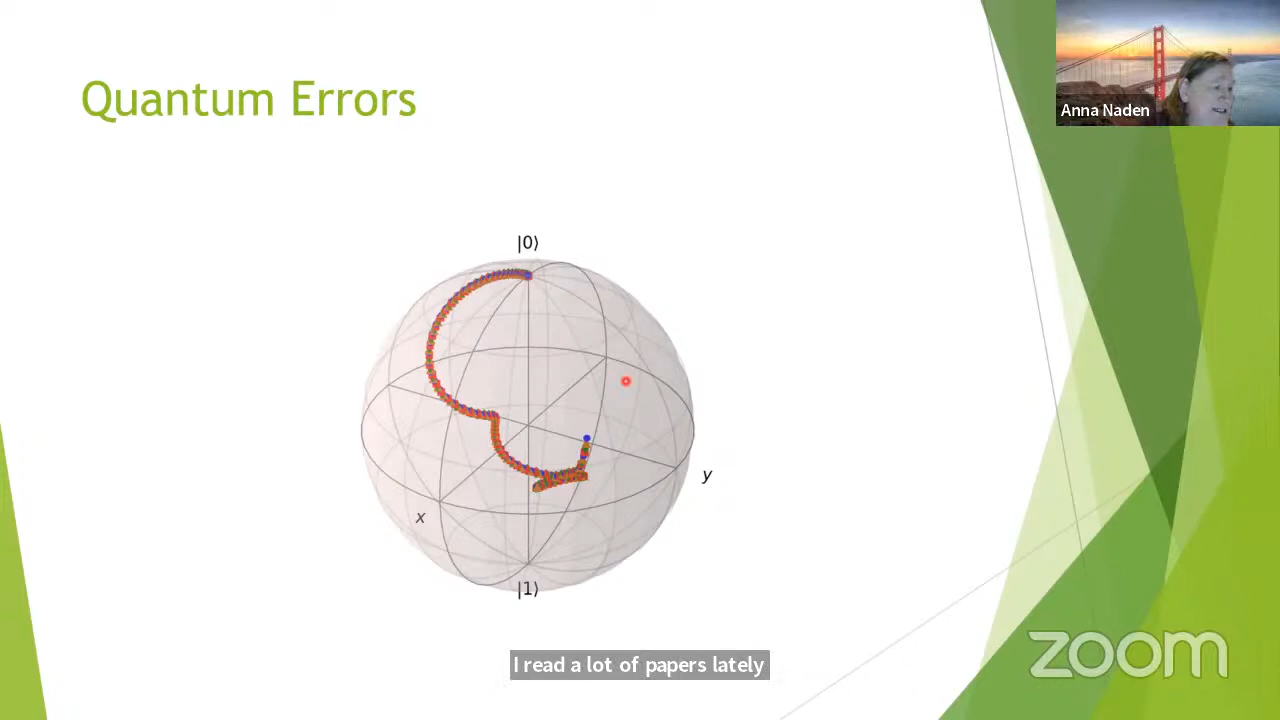 Quantum Errors
Anna Naden
|0⟩
y
x
|1⟩
I read a lot of papers lately
zoom